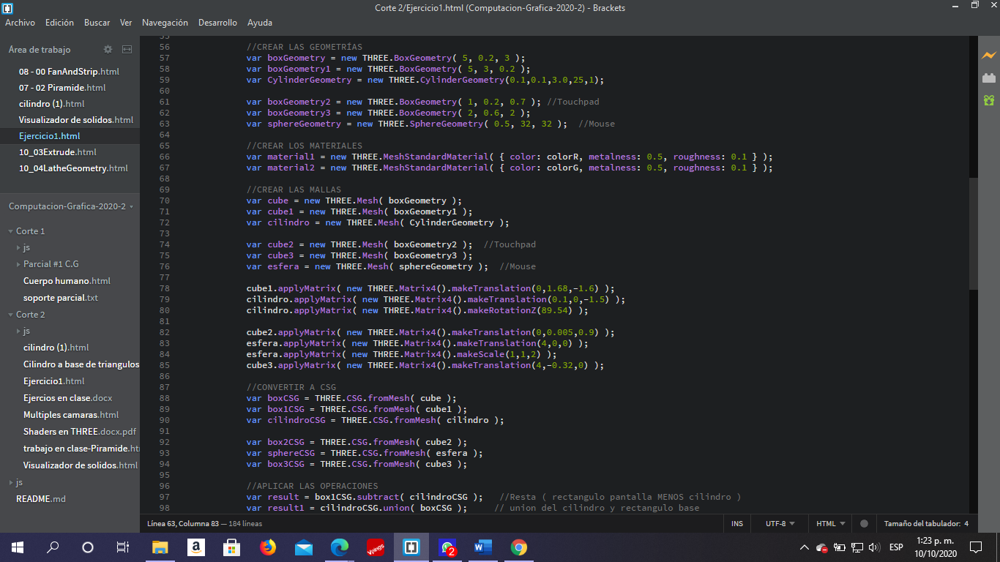 Corte 2/Ejercicio1.html (Computacion-Grafica-2020-2) - Brackets
Archivo Edición Buscar Ver Navegación Desarrollo Ayuda
Área de trabajo
08 - 00 FanAndStrip.html
07 - 02 Piramide.html
cilindro (1).html
Visualizador de solidos.html
Ejercicio1.html
10_03Extrude.html
10_04LatheGeometry.html
Computacion-Grafica-2020-2
Corte 1
js
Parcial #1 C.G
Cuerpo humano.html
soporte parcial.txt
Corte 2
js
cilindro (1).html
Cilindro a base de triangulos
Ejercicio1.html
Ejercios en clase.docx
Multiples camaras.html
Shaders en THREE.docx.pdf
trabajo en clase-Piramide.ht
Visualizador de solidos.html
js
README.md
55
56 //CREAR LAS GEOMETRÍAS
57 var boxGeometry = new THREE.BoxGeometry( 5, 0.2, 3 );
58 var boxGeometry1 = new THREE.BoxGeometry( 5, 3, 0.2 );
59 var CylinderGeometry = new THREE.CylinderGeometry(0.1,0.1,3.0,25,1);
60
61 var boxGeometry2 = new THREE.BoxGeometry( 1, 0.2, 0.7 ); //Touchpad
62 var boxGeometry3 = new THREE.BoxGeometry( 2, 0.6, 2 );
63 var sphereGeometry = new THREE.SphereGeometry( 0.5, 32, 32 ); //Mouse
64
65 //CREAR LOS MATERIALES
66 var material1 = new THREE.MeshStandardMaterial( { color: colorR, metalness: 0.5, roughness: 0.1 } );
67 var material2 = new THREE.MeshStandardMaterial( { color: colorG, metalness: 0.5, roughness: 0.1 } );
68
69 //CREAR LAS MALLAS
70 var cube = new THREE.Mesh( boxGeometry );
71 var cube1 = new THREE.Mesh( boxGeometry1 );
72 var cilindro = new THREE.Mesh( CylinderGeometry );
73
74 var cube2 = new THREE.Mesh( boxGeometry2 ); //Touchpad
75 var cube3 = new THREE.Mesh( boxGeometry3 );
76 var esfera = new THREE.Mesh( sphereGeometry ); //Mouse
77
78 cube1.applyMatrix( new THREE.Matrix4().makeTranslation(0,1.68,-1.6) );
79 cilindro.applyMatrix( new THREE.Matrix4().makeTranslation(0.1,0,-1.5) );
80 cilindro.applyMatrix( new THREE.Matrix4().makeRotationZ(89.54) );
81
82 cube2.applyMatrix( new THREE.Matrix4().makeTranslation(0,0.005,0.9) );
83 esfera.applyMatrix( new THREE.Matrix4().makeTranslation(4,0,0) );
84 esfera.applyMatrix( new THREE.Matrix4().makeScale(1,1,2) );
85 cube3.applyMatrix( new THREE.Matrix4().makeTranslation(4,-0.32,0) );
86
87 //CONVERTIR A CSG
88 var boxCSG = THREE.CSG.fromMesh( cube );
89 var box1CSG = THREE.CSG.fromMesh( cube1 );
90 var cilindroCSG = THREE.CSG.fromMesh( cilindro );
91
92 var box2CSG = THREE.CSG.fromMesh( cube2 );
93 var sphereCSG = THREE.CSG.fromMesh( esfera );
94 var box3CSG = THREE.CSG.fromMesh( cube3 );
95
96 //APLICAR LAS OPERACIONES
97 var result = box1CSG.subtract( cilindroCSG ); //Resta ( rectangulo pantalla MENOS cilindro )
98 var result1 = cilindroCSG.union( boxCSG ); // union del cilindro y rectangulo base
Línea 63, Columna 83 — 184 líneas INS UTF-8 HTML Tamaño del tabulador: 4
a Vpings 2 W ESP 1:23 p. m.
10/10/2020